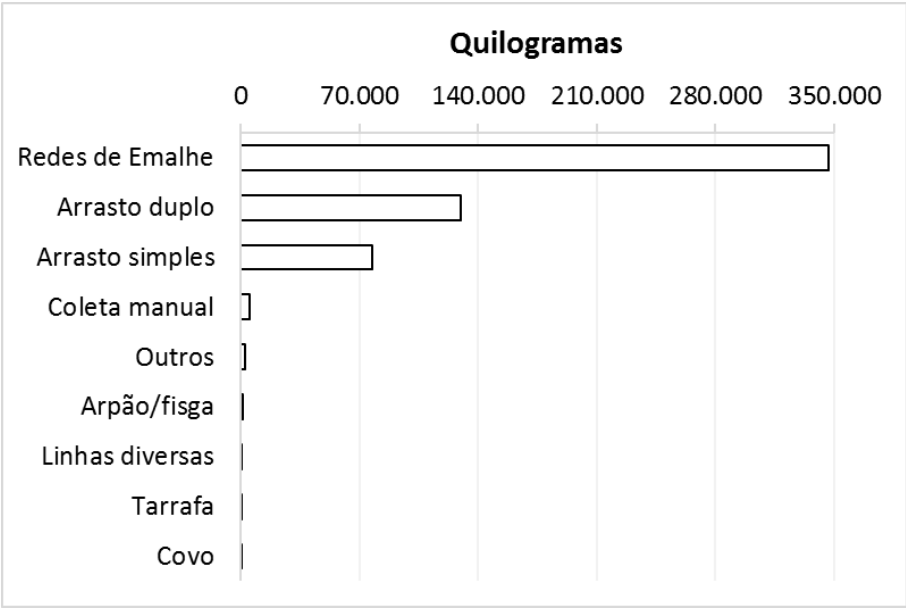 Quilogramas
0 70.000 140.000 210.000 280.000 350.000
Redes de Emalhe
Arrasto duplo
Arrasto simples
Coleta manual
Outros
Arpão/fisga
Linhas diversas
Tarrafa
Covo